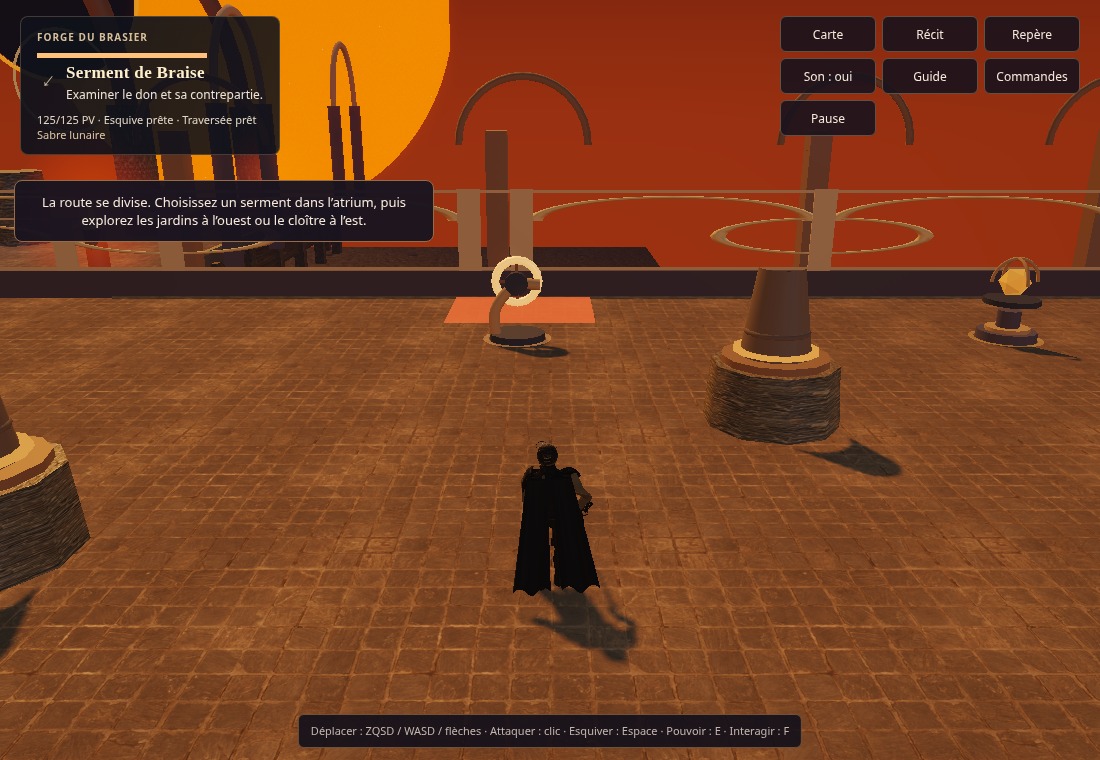 FORGE DU BRASIER
↙ Serment de Braise
Examiner le don et sa contrepartie.
125/125 PV · Esquive prête · Traversée prêt
Sabre lunaire
La route se divise. Choisissez un serment dans l’atrium, puis
explorez les jardins à l’ouest ou le cloître à l’est.
Carte
Récit
Repère
Son : oui
Guide
Commandes
Pause
Déplacer : ZQSD / WASD / flèches · Attaquer : clic · Esquiver : Espace · Pouvoir : E · Interagir : F